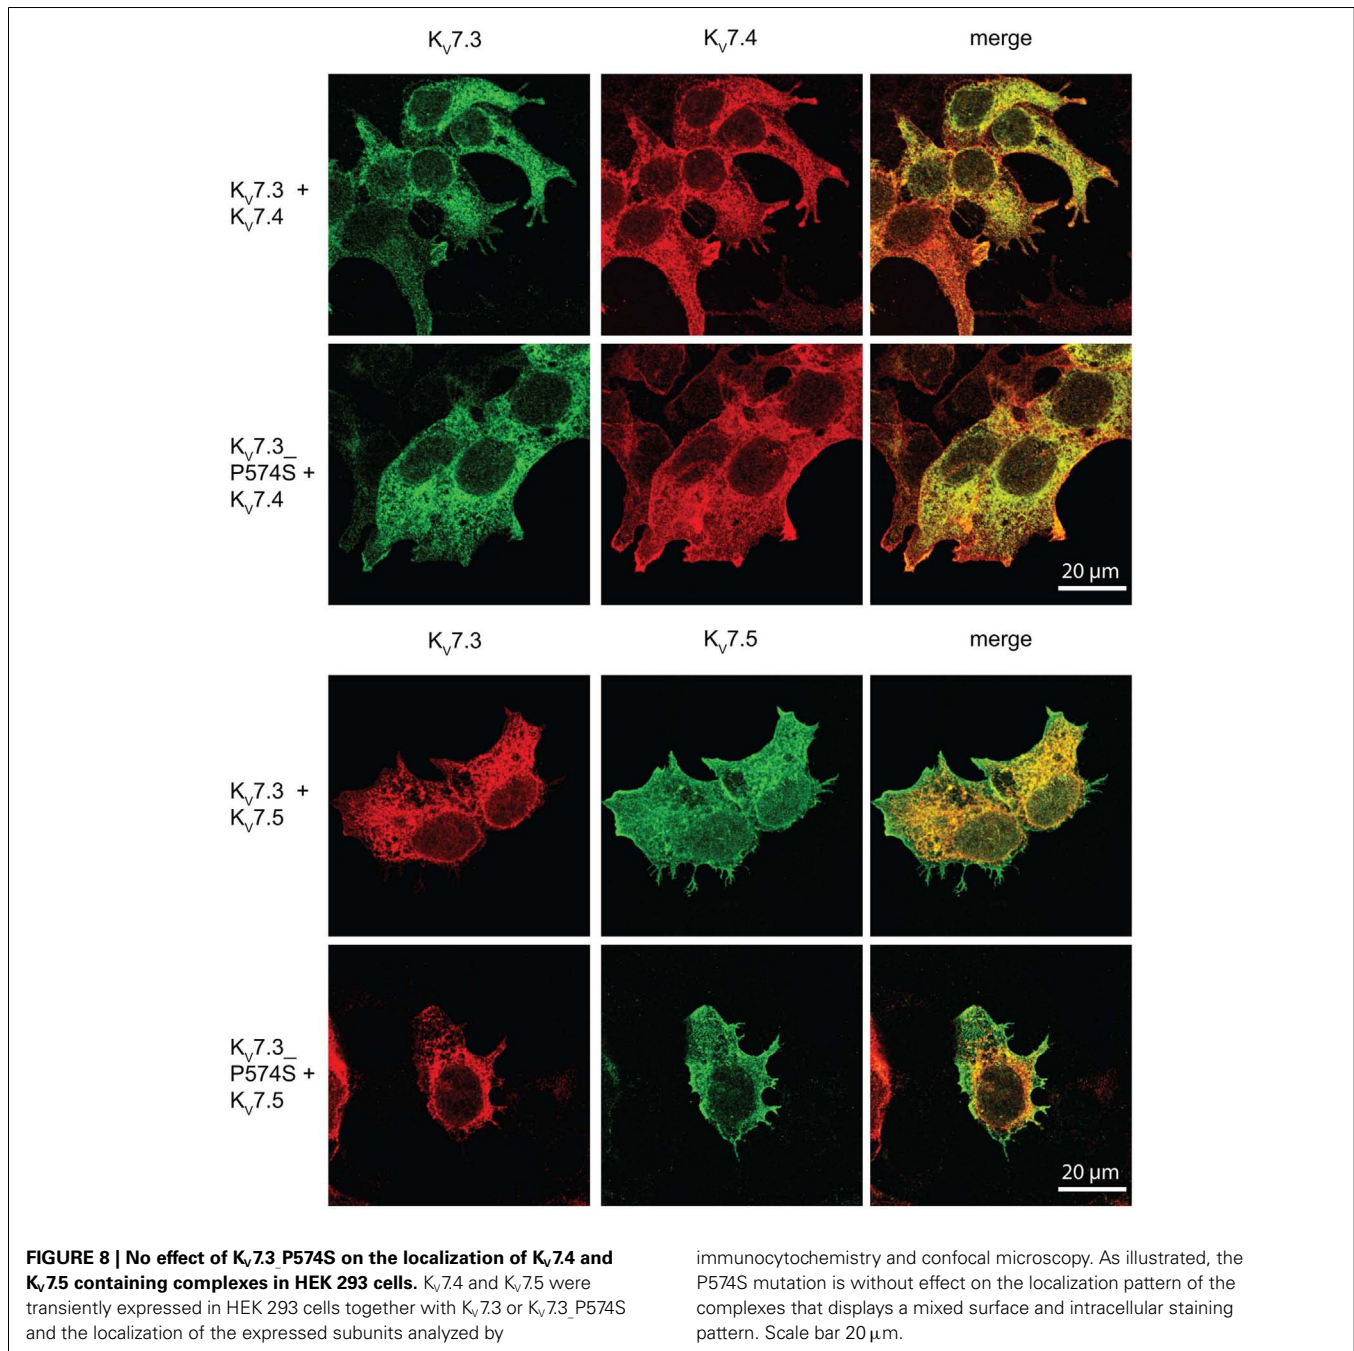 Kv7.3 Kv7.4 merge
Kv7.3 +
Kv7.4
Kv7.3_
P574S +
Kv7.4
20 µm
Kv7.3 Kv7.5 merge
Kv7.3 +
Kv7.5
Kv7.3_
P574S +
Kv7.5
20 µm
FIGURE 8 | No effect of Kv7.3_P574S on the localization of Kv7.4 and
Kv7.5 containing complexes in HEK 293 cells. Kv7.4 and Kv7.5 were
transiently expressed in HEK 293 cells together with Kv7.3 or Kv7.3_P574S
and the localization of the expressed subunits analyzed by
immunocytochemistry and confocal microscopy. As illustrated, the
P574S mutation is without effect on the localization pattern of the
complexes that displays a mixed surface and intracellular staining
pattern. Scale bar 20 µm.